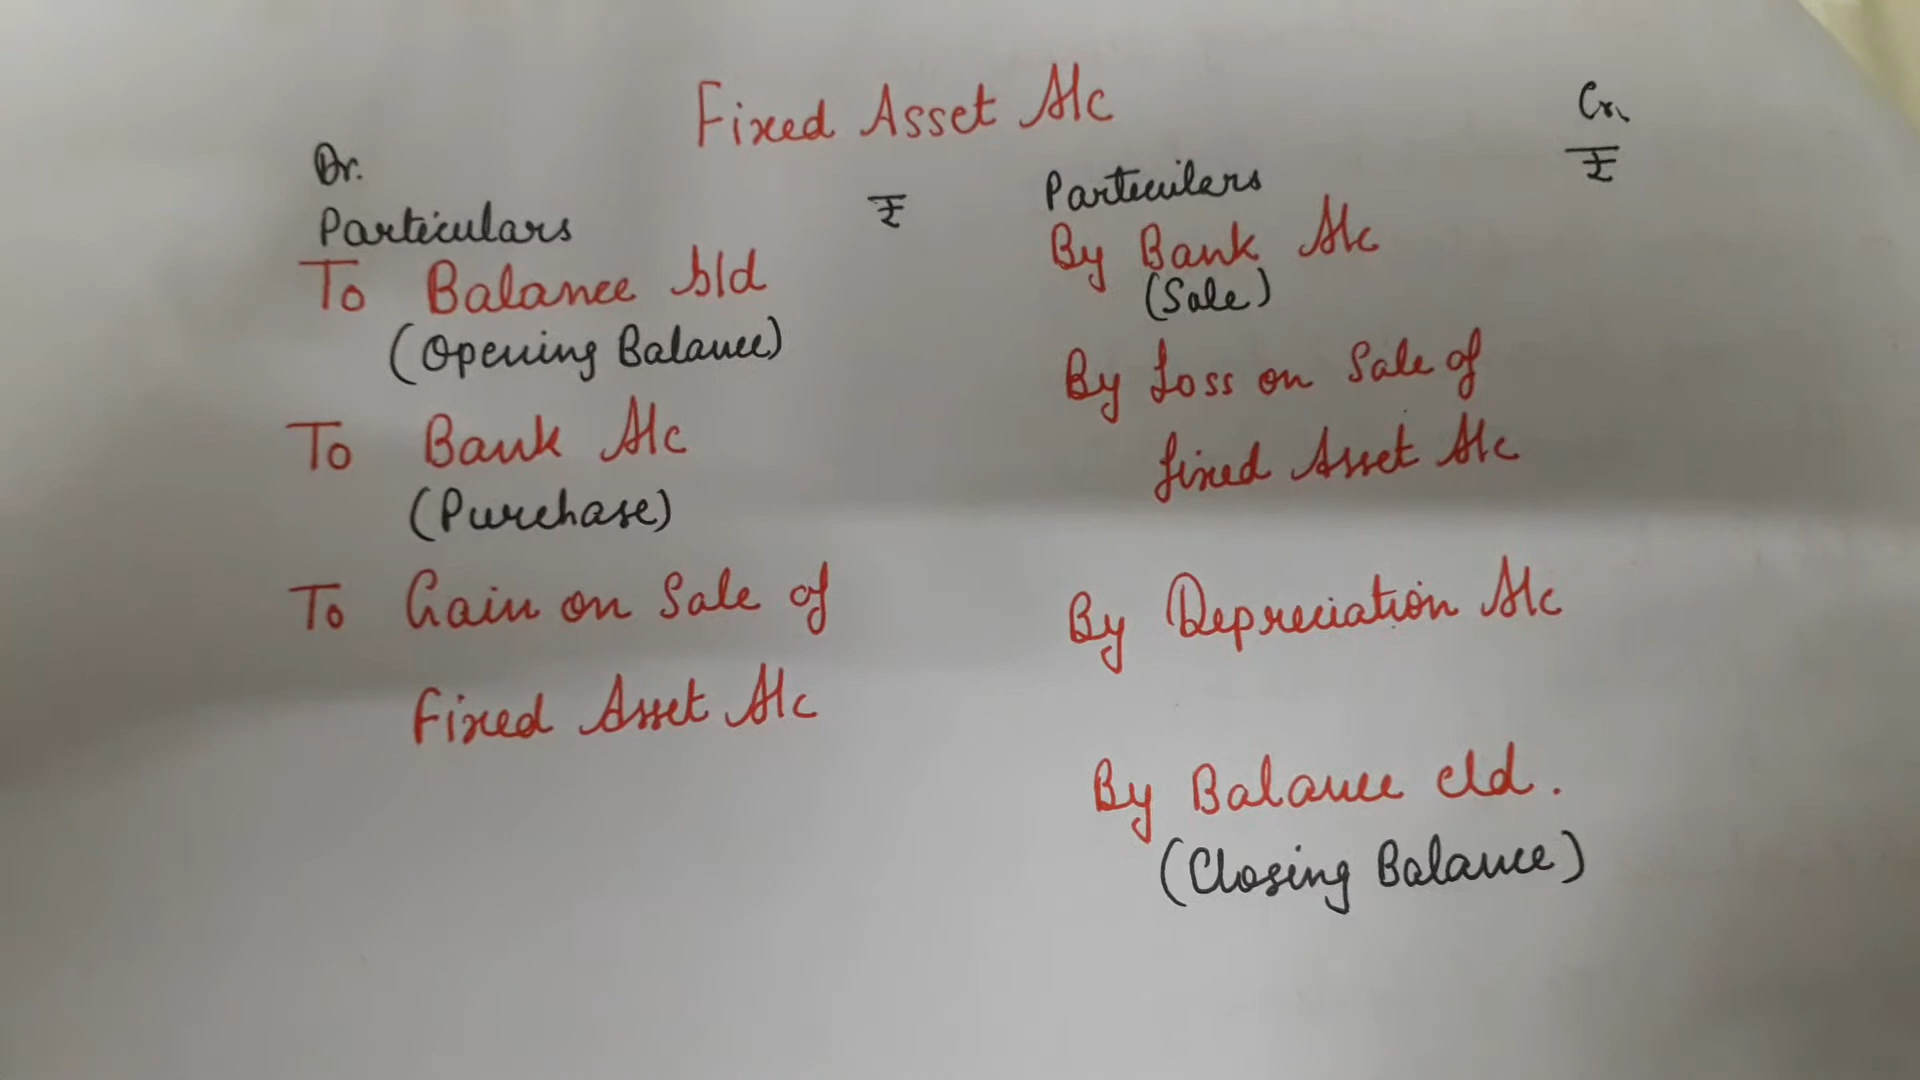 Fixed Asset A/c
Dr.
Cr.
Particulars ₹
Particulars ₹
To Balance b/d
(Opening Balance)
To Bank A/c
(Purchase)
To Gain on Sale of
Fixed Asset A/c
By Bank A/c
(Sale)
By Loss on Sale of
fixed Asset A/c
By Depreciation A/c
By Balance c/d.
(Closing Balance)